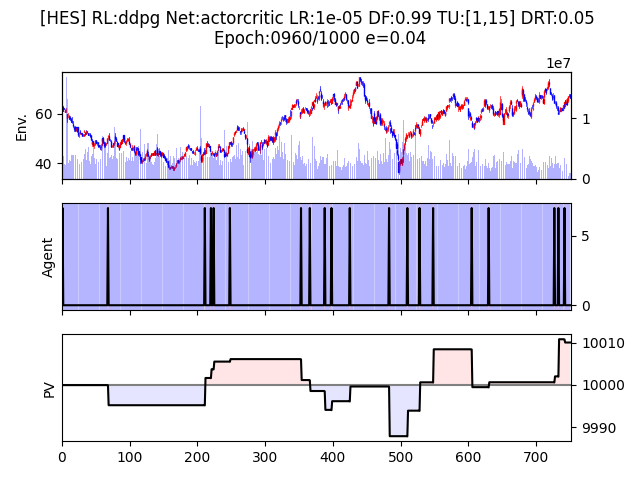 [HES] RL:ddpg Net:actorcritic LR:1e-05 DF:0.99 TU:[1,15] DRT:0.05
Epoch:0960/1000 e=0.04
1e7
Env.
60
40
1
0
Agent
5
0
PV
10010
10000
9990
0 100 200 300 400 500 600 700